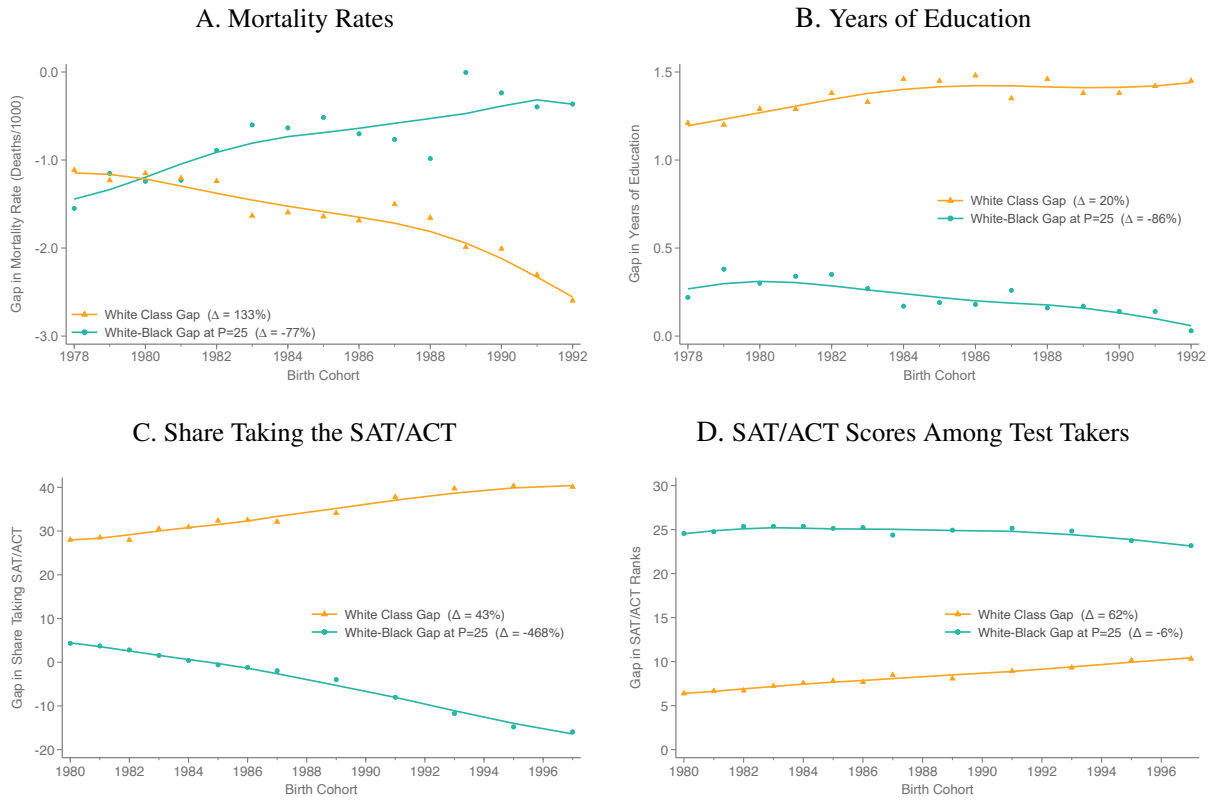 A. Mortality Rates
0.0
-1.0
-2.0
-3.0
Gap in Mortality Rate (Deaths/1000)
White Class Gap (Δ = 133%)
White-Black Gap at P=25 (Δ = -77%)
1978 1980 1982 1984 1986 1988 1990 1992
Birth Cohort
B. Years of Education
1.5
1.0
0.5
0.0
Gap in Years of Education
White Class Gap (Δ = 20%)
White-Black Gap at P=25 (Δ = -86%)
1978 1980 1982 1984 1986 1988 1990 1992
Birth Cohort
C. Share Taking the SAT/ACT
40
30
20
10
0
-10
-20
Gap in Share Taking SAT/ACT
White Class Gap (Δ = 43%)
White-Black Gap at P=25 (Δ = -468%)
1980 1982 1984 1986 1988 1990 1992 1994 1996
Birth Cohort
D. SAT/ACT Scores Among Test Takers
30
25
20
15
10
5
0
Gap in SAT/ACT Ranks
White Class Gap (Δ = 62%)
White-Black Gap at P=25 (Δ = -6%)
1980 1982 1984 1986 1988 1990 1992 1994 1996
Birth Cohort